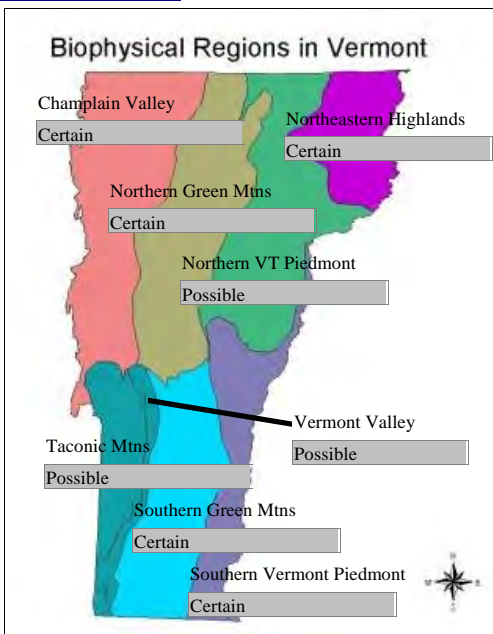 Biophysical Regions in Vermont
Champlain Valley
Certain
Northeastern Highlands
Certain
Northern Green Mtns
Certain
Northern VT Piedmont
Possible
Vermont Valley
Possible
Taconic Mtns
Possible
Southern Green Mtns
Certain
Southern Vermont Piedmont
Certain